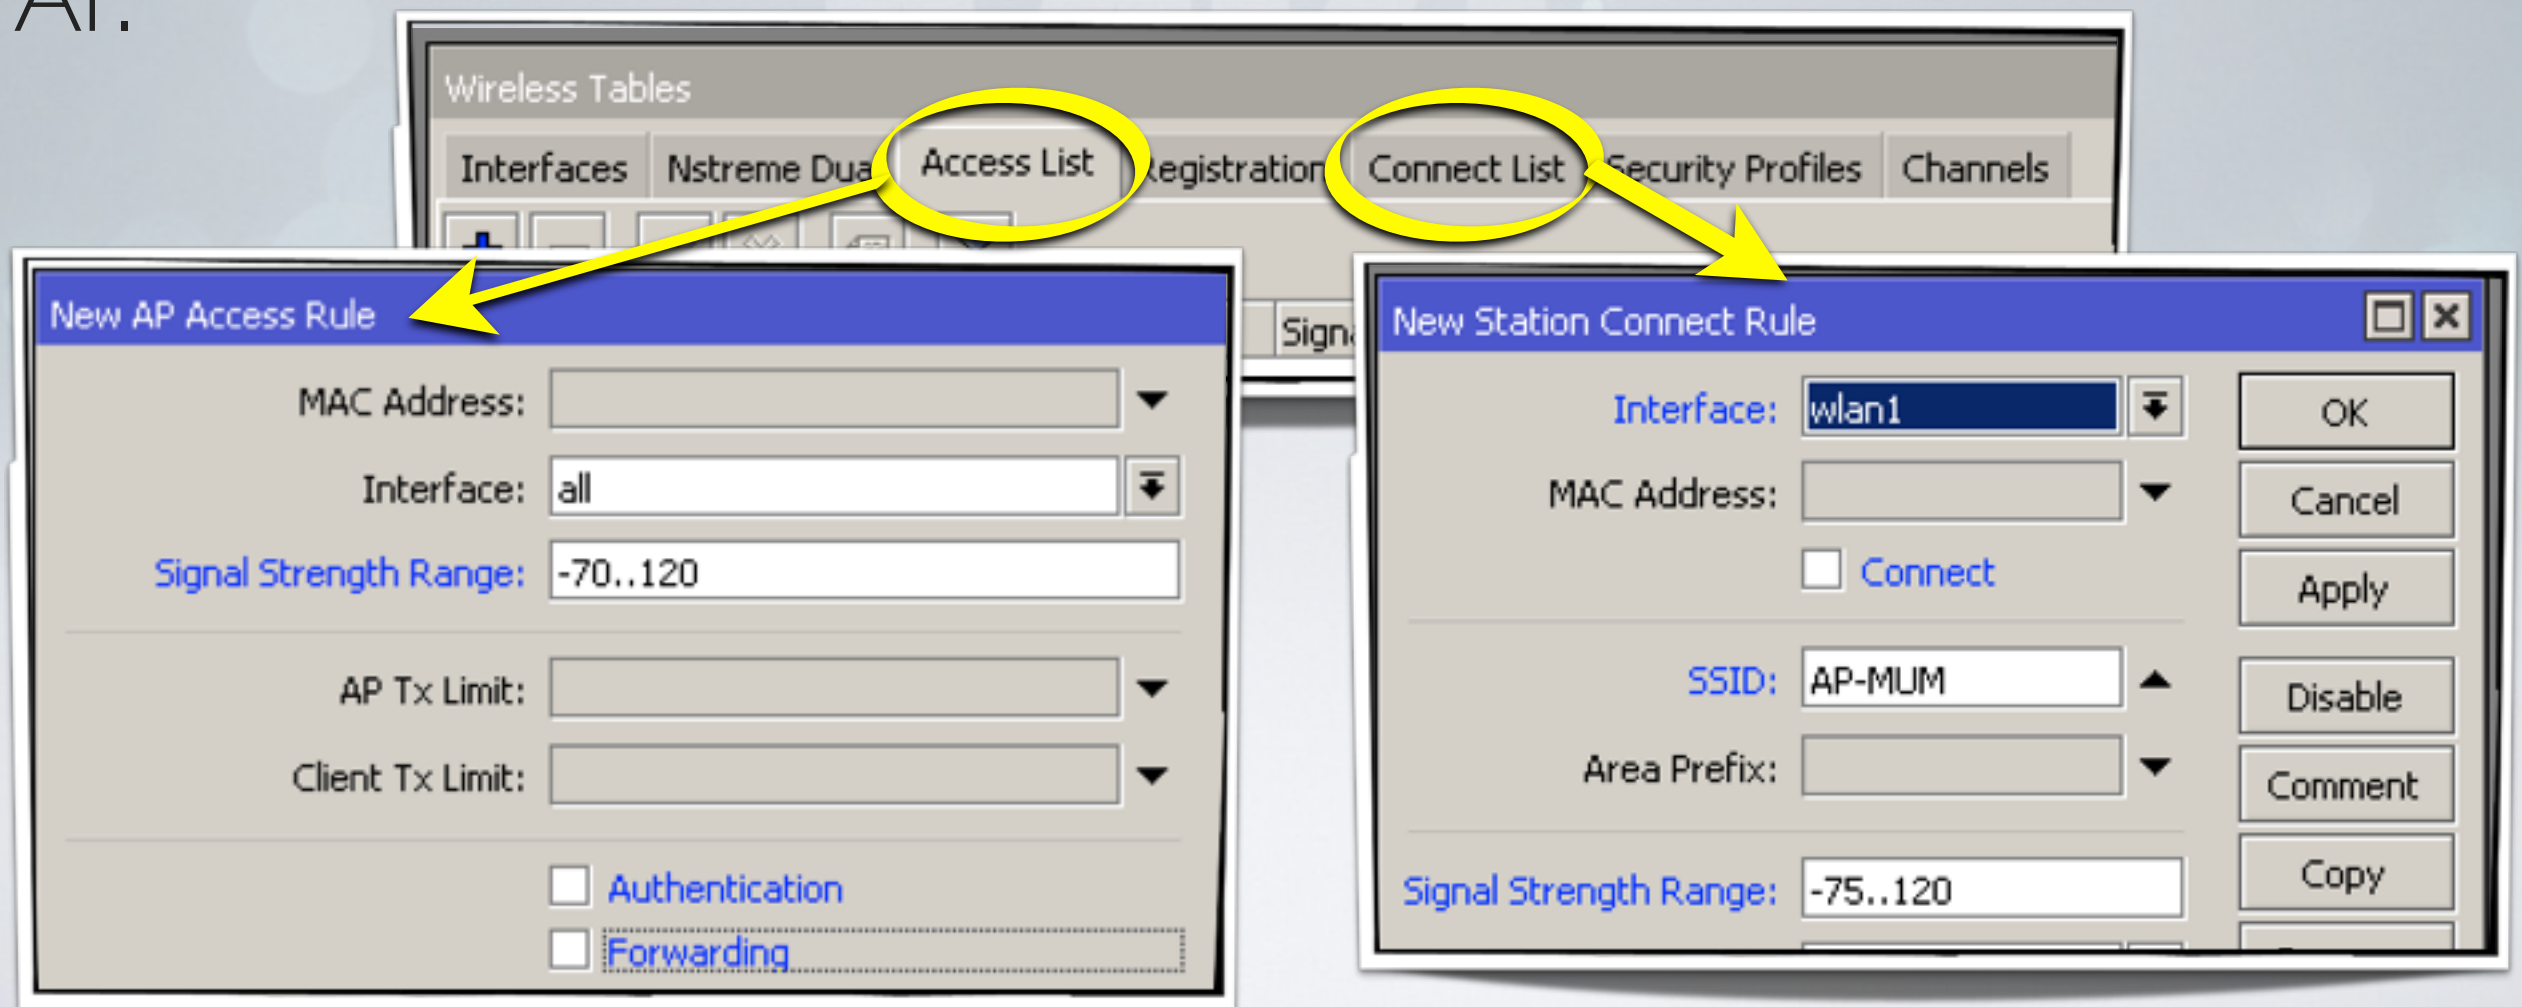 Wireless Tables
Interfaces Nstreme Dua Access List Registration Connect List Security Profiles Channels
Signa
New AP Access Rule
MAC Address:
Interface: all
Signal Strength Range: -70..120
AP Tx Limit:
Client Tx Limit:
Authentication
Forwarding
New Station Connect Rule
Interface: wlan1
MAC Address:
Connect
SSID: AP-MUM
Area Prefix:
Signal Strength Range: -75..120
OK
Cancel
Apply
Disable
Comment
Copy